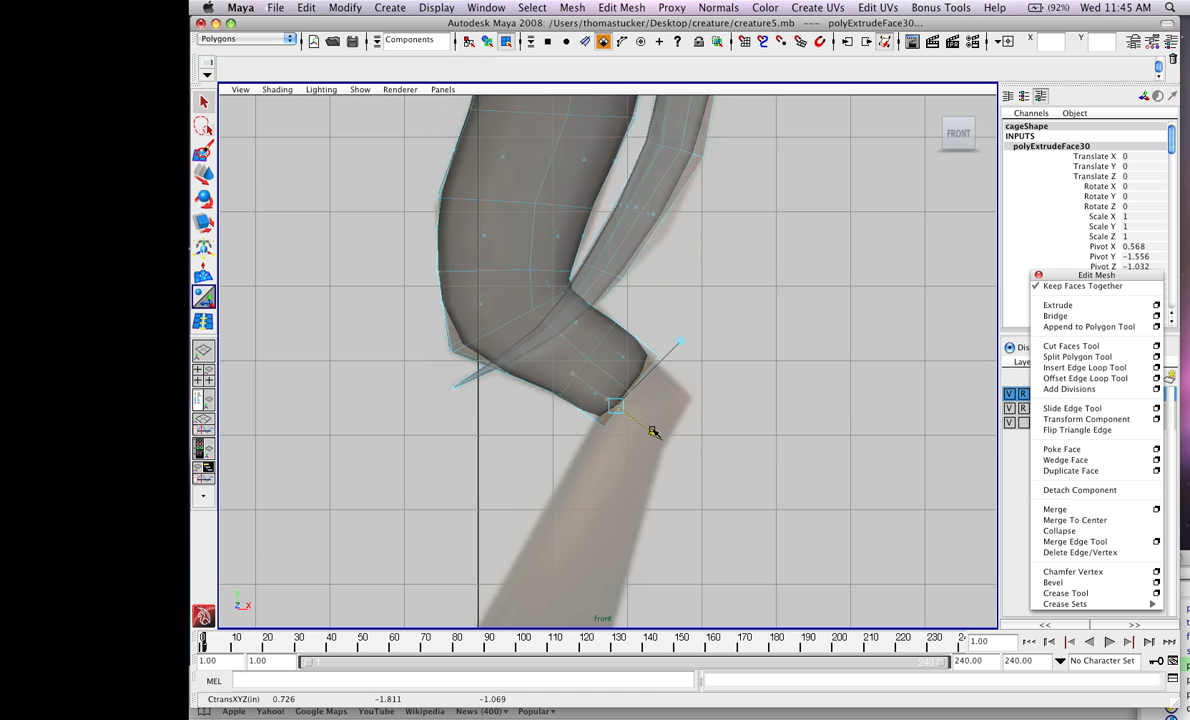 Maya File Edit Modify Create Display Window Select Mesh Edit Mesh Proxy Normals Color Create UVs Edit UVs Bonus Tools Help (92%) Wed 11:45 AM
Autodesk Maya 2008: /Users/thomastucker/Desktop/creature/creature5.mb --- polyExtrudeFace30...
Polygons Components X Y
View Shading Lighting Show Renderer Panels
FRONT
Channels Object
cageShape
INPUTS
polyExtrudeFace30
Translate X 0
Translate Y 0
Translate Z 0
Rotate X 0
Rotate Y 0
Rotate Z 0
Scale X 1
Scale Y 1
Scale Z 1
Pivot X 0.568
Pivot Y -1.556
Pivot Z -1.032
Edit Mesh
Keep Faces Together
Extrude
Bridge
Append to Polygon Tool
Cut Faces Tool
Split Polygon Tool
Insert Edge Loop Tool
Offset Edge Loop Tool
Add Divisions
Slide Edge Tool
Transform Component
Flip Triangle Edge
Poke Face
Wedge Face
Duplicate Face
Detach Component
Merge
Merge To Center
Collapse
Merge Edge Tool
Delete Edge/Vertex
Chamfer Vertex
Bevel
Crease Tool
Crease Sets
Dis
Laye
V R
V R
V
y
z x
front
<< >>
0 10 20 30 40 50 60 70 80 90 100 110 120 130 140 150 160 170 180 190 200 210 220 230 2 1.00
1.00 1.00 1 240 240.00 240.00 No Character Set
MEL
CtransXYZ(in) 0.726 -1.811 -1.069
Apple Yahoo! Google Maps YouTube Wikipedia News (400) Popular